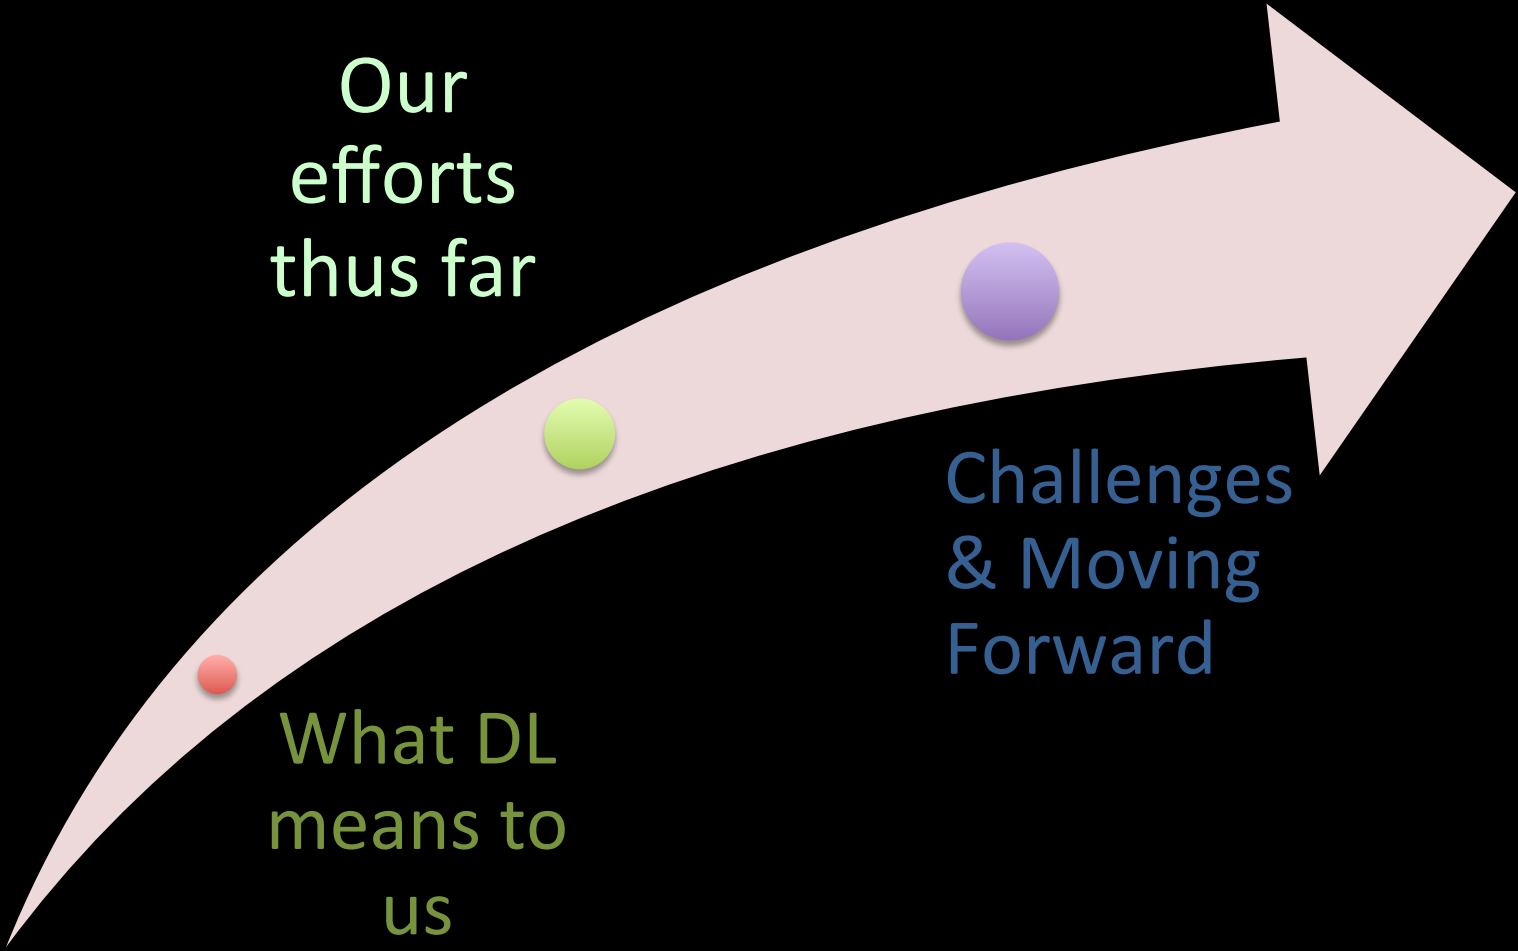 Our
efforts
thus far
Challenges
& Moving
Forward
What DL
means to
us